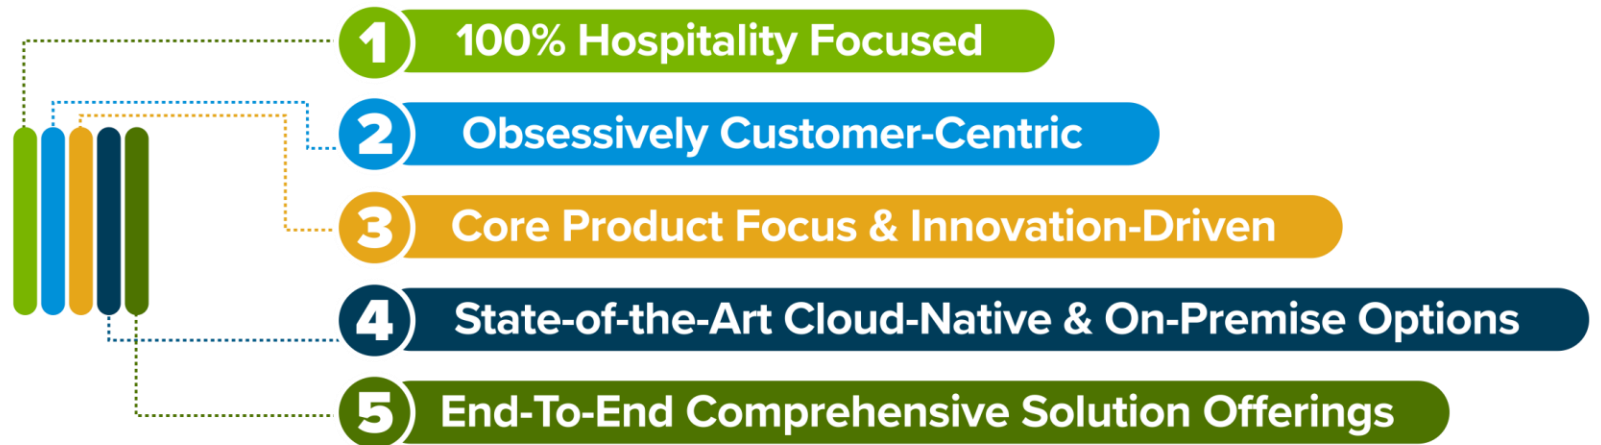 1 100% Hospitality Focused
2 Obsessively Customer-Centric
3 Core Product Focus & Innovation-Driven
4 State-of-the-Art Cloud-Native & On-Premise Options
5 End-To-End Comprehensive Solution Offerings